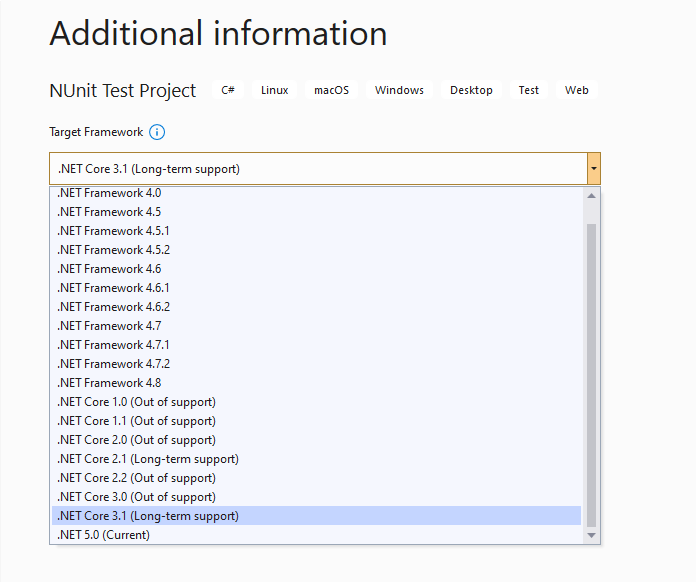 Additional information
NUnit Test Project C# Linux macOS Windows Desktop Test Web
Target Framework
.NET Core 3.1 (Long-term support)
.NET Framework 4.0
.NET Framework 4.5
.NET Framework 4.5.1
.NET Framework 4.5.2
.NET Framework 4.6
.NET Framework 4.6.1
.NET Framework 4.6.2
.NET Framework 4.7
.NET Framework 4.7.1
.NET Framework 4.7.2
.NET Framework 4.8
.NET Core 1.0 (Out of support)
.NET Core 1.1 (Out of support)
.NET Core 2.0 (Out of support)
.NET Core 2.1 (Long-term support)
.NET Core 2.2 (Out of support)
.NET Core 3.0 (Out of support)
.NET Core 3.1 (Long-term support)
.NET 5.0 (Current)